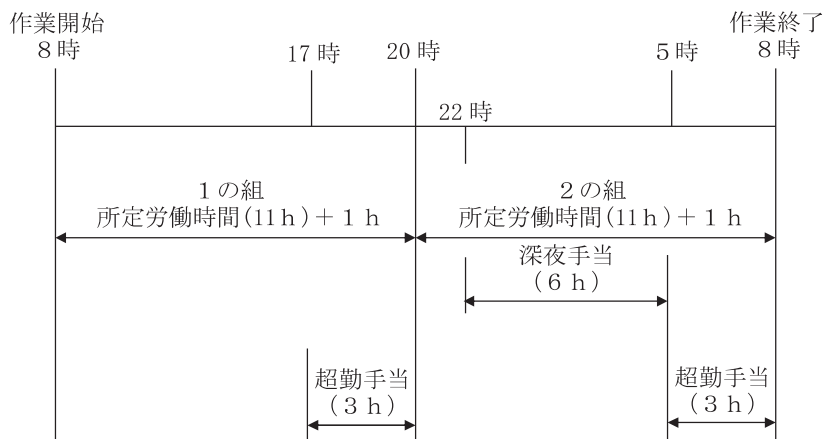 作業開始
8時
17時
20時
5時
作業終了
8時
22時
1の組
所定労働時間(11h)+1h
2の組
所定労働時間(11h)+1h
深夜手当
(6h)
超勤手当
(3h)
超勤手当
(3h)